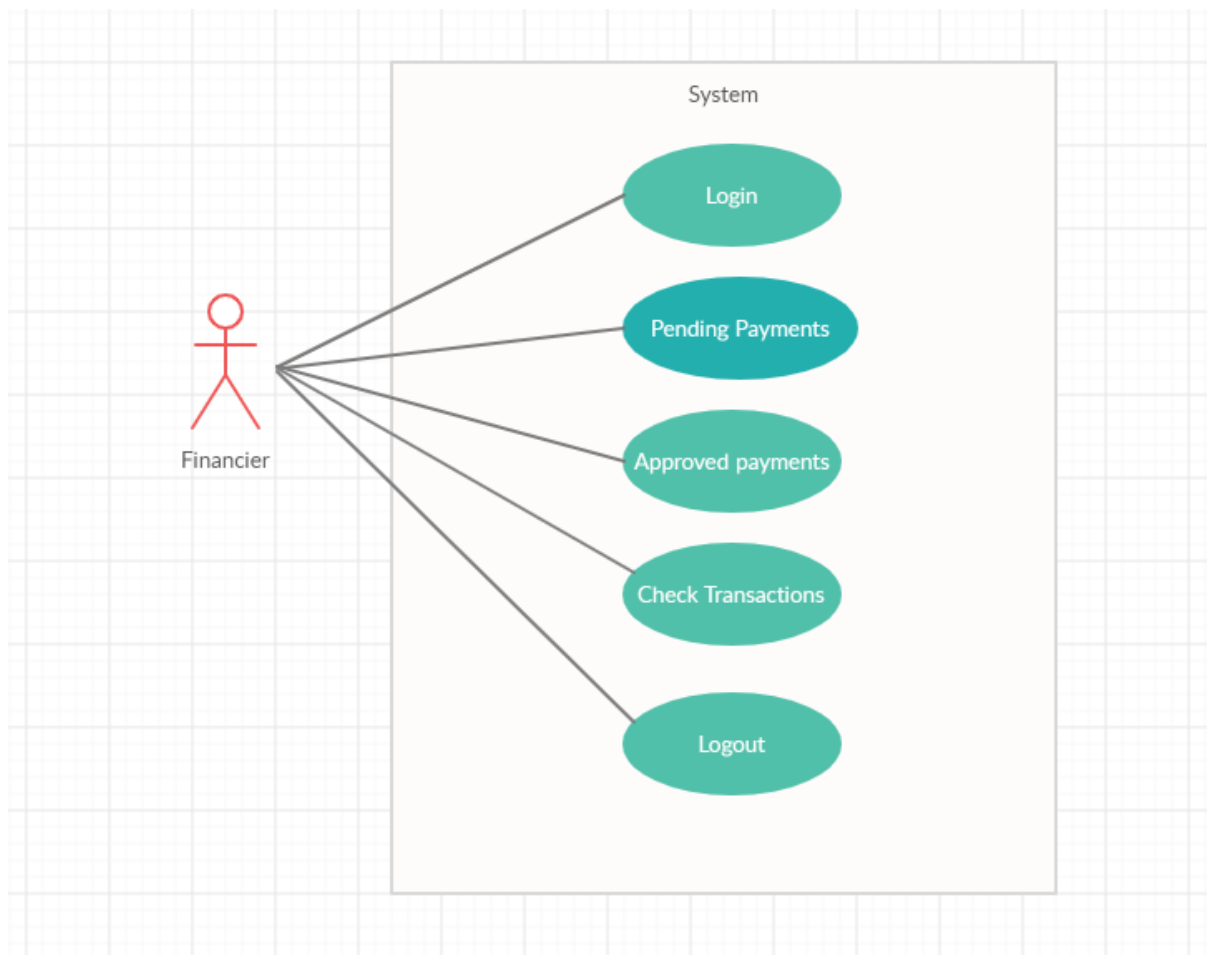 System
Login
Pending Payments
Financier
Approved payments
Check Transactions
Logout